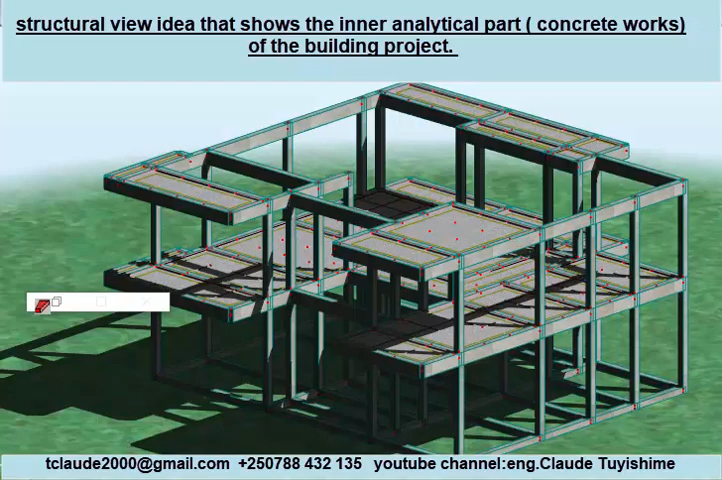 structural view idea that shows the inner analytical part ( concrete works)
of the building project.
tclaude2000@gmail.com +250788 432 135 youtube channel:eng.Claude Tuyishime